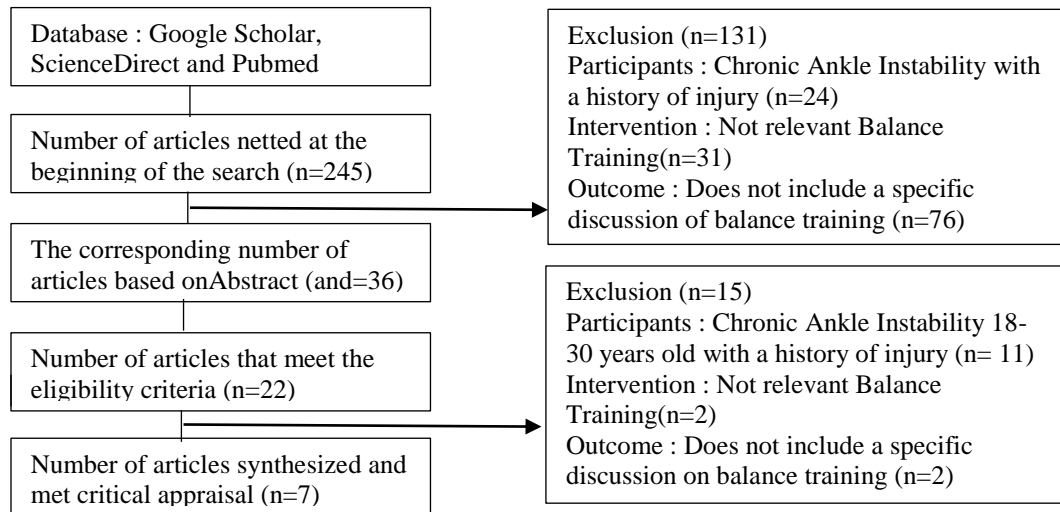 Database : Google Scholar,
ScienceDirect and Pubmed
Number of articles netted at the
beginning of the search (n=245)
The corresponding number of
articles based onAbstract (and=36)
Number of articles that meet the
eligibility criteria (n=22)
Number of articles synthesized and
met critical appraisal (n=7)
Exclusion (n=131)
Participants : Chronic Ankle Instability with
a history of injury (n=24)
Intervention : Not relevant Balance
Training(n=31)
Outcome : Does not include a specific
discussion of balance training (n=76)
Exclusion (n=15)
Participants : Chronic Ankle Instability 18-
30 years old with a history of injury (n= 11)
Intervention : Not relevant Balance
Training(n=2)
Outcome : Does not include a specific
discussion on balance training (n=2)